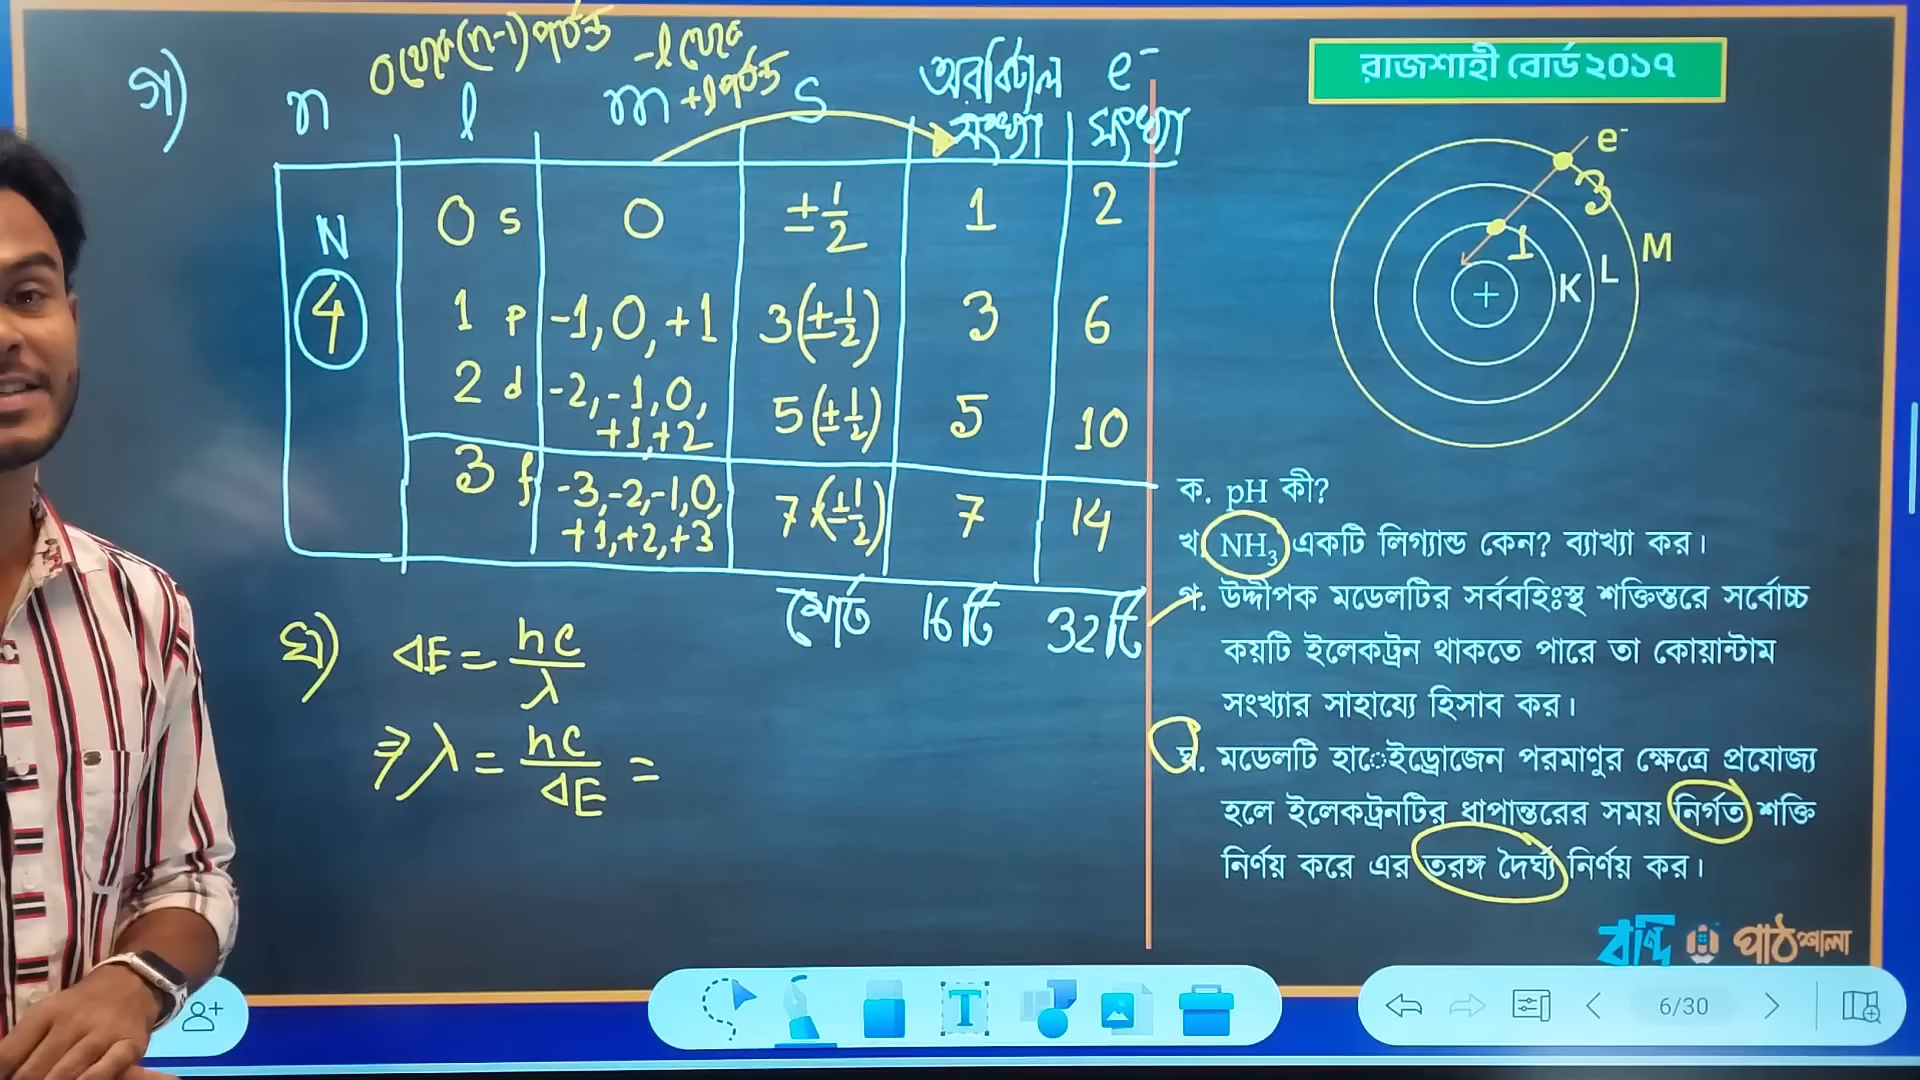 গ)
0 থেকে (n-1) পর্যন্ত
-l থেকে
+l পর্যন্ত
n l m s অরবিটাল সংখ্যা e⁻ সংখ্যা
N 0 s 0 ±1/2 1 2
4 1 p -1, 0, +1 3(±1/2) 3 6
2 d -2, -1, 0, +1, +2 5(±1/2) 5 10
3 f -3, -2, -1, 0, +1, +2, +3 7(±1/2) 7 14
মোট 16টি 32টি
ঘ) ΔE = hc/λ
⇒ λ = hc/ΔE =
রাজশাহী বোর্ড ২০১৭
e⁻
3
1
+
K
L
M
ক. pH কী?
খ. NH₃ একটি লিগ্যান্ড কেন? ব্যাখ্যা কর।
গ. উদ্দীপক মডেলটির সর্ববহিঃস্থ শক্তিস্তরে সর্বোচ্চ
কয়টি ইলেকট্রন থাকতে পারে তা কোয়ান্টাম
সংখ্যার সাহায্যে হিসাব কর।
ঘ. মডেলটি হােইড্রোজেন পরমাণুর ক্ষেত্রে প্রযোজ্য
হলে ইলেকট্রনটির ধাপান্তরের সময় নির্গত শক্তি
নির্ণয় করে এর তরঙ্গ দৈর্ঘ্য নির্ণয় কর।
বন্দি পাঠশালা
T
6/30